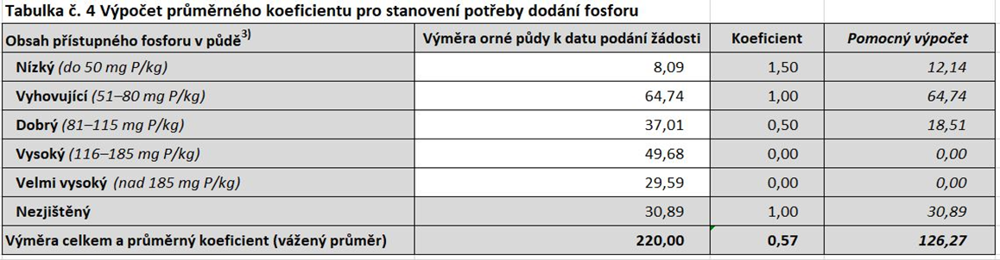 Tabulka č. 4 Výpočet průměrného koeficientu pro stanovení potřeby dodání fosforu
Obsah přístupného fosforu v půdě3) Výměra orné půdy k datu podání žádosti Koeficient Pomocný výpočet
Nízký (do 50 mg P/kg) 8,09 1,50 12,14
Vyhovující (51–80 mg P/kg) 64,74 1,00 64,74
Dobrý (81–115 mg P/kg) 37,01 0,50 18,51
Vysoký (116–185 mg P/kg) 49,68 0,00 0,00
Velmi vysoký (nad 185 mg P/kg) 29,59 0,00 0,00
Nezjištěný 30,89 1,00 30,89
Výměra celkem a průměrný koeficient (vážený průměr) 220,00 0,57 126,27